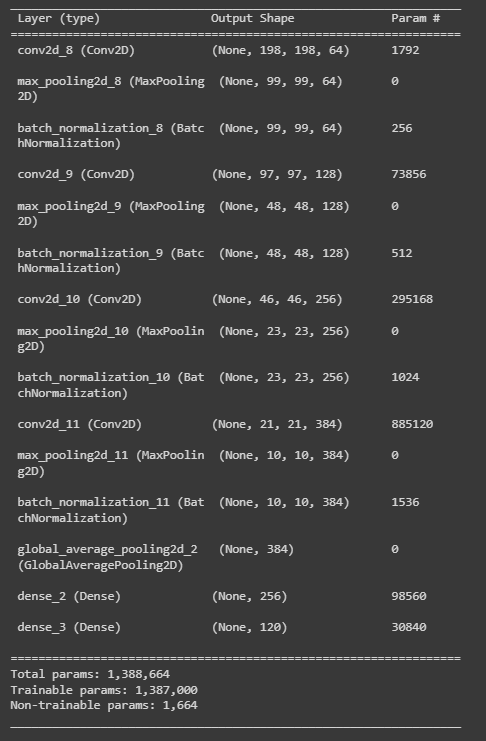 Layer (type) Output Shape Param #
conv2d_8 (Conv2D) (None, 198, 198, 64) 1792
max_pooling2d_8 (MaxPooling (None, 99, 99, 64) 0
2D)
batch_normalization_8 (Batc (None, 99, 99, 64) 256
hNormalization)
conv2d_9 (Conv2D) (None, 97, 97, 128) 73856
max_pooling2d_9 (MaxPooling (None, 48, 48, 128) 0
2D)
batch_normalization_9 (Batc (None, 48, 48, 128) 512
hNormalization)
conv2d_10 (Conv2D) (None, 46, 46, 256) 295168
max_pooling2d_10 (MaxPoolin (None, 23, 23, 256) 0
g2D)
batch_normalization_10 (Bat (None, 23, 23, 256) 1024
chNormalization)
conv2d_11 (Conv2D) (None, 21, 21, 384) 885120
max_pooling2d_11 (MaxPoolin (None, 10, 10, 384) 0
g2D)
batch_normalization_11 (Bat (None, 10, 10, 384) 1536
chNormalization)
global_average_pooling2d_2 (None, 384) 0
(GlobalAveragePooling2D)
dense_2 (Dense) (None, 256) 98560
dense_3 (Dense) (None, 120) 30840
Total params: 1,388,664
Trainable params: 1,387,000
Non-trainable params: 1,664